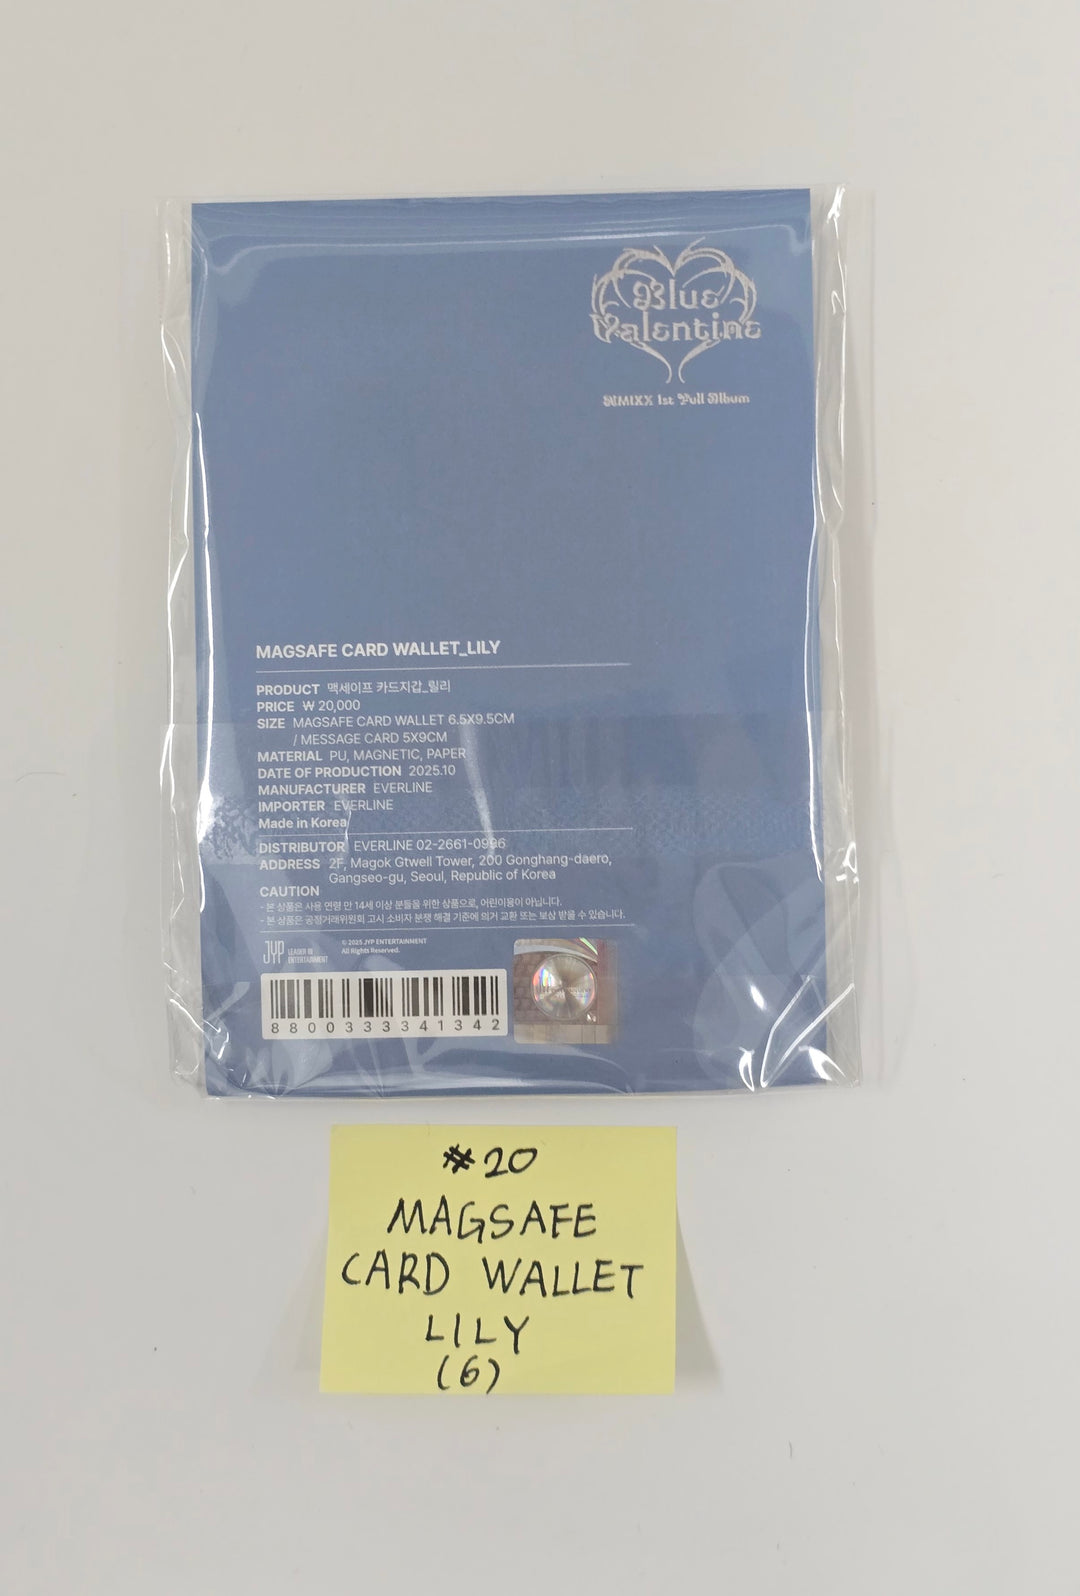 Blue
Valentine
NMIXX 1st Full Album
MAGSAFE CARD WALLET_LILY
PRODUCT 맥세이프 카드지갑_릴리
PRICE ₩ 20,000
SIZE MAGSAFE CARD WALLET 6.5X9.5CM
/ MESSAGE CARD 5X9CM
MATERIAL PU, MAGNETIC, PAPER
DATE OF PRODUCTION 2025.10
MANUFACTURER EVERLINE
IMPORTER EVERLINE
Made in Korea
DISTRIBUTOR EVERLINE 02-2661-0996
ADDRESS 2F, Magok Gtwell Tower, 200 Gonghang-daero,
Gangseo-gu, Seoul, Republic of Korea
CAUTION
- 본 상품은 사용 연령 만 14세 이상 분들을 위한 상품으로, 어린이용이 아닙니다.
- 본 상품은 공정거래위원회 고시 소비자 분쟁 해결 기준에 의거 교환 또는 보상 받을 수 있습니다.
JYP LEADER IN
ENTERTAINMENT
© 2025 JYP ENTERTAINMENT
All Rights Reserved.
8800333341342
#20
MAGSAFE
CARD WALLET
LILY
(6)